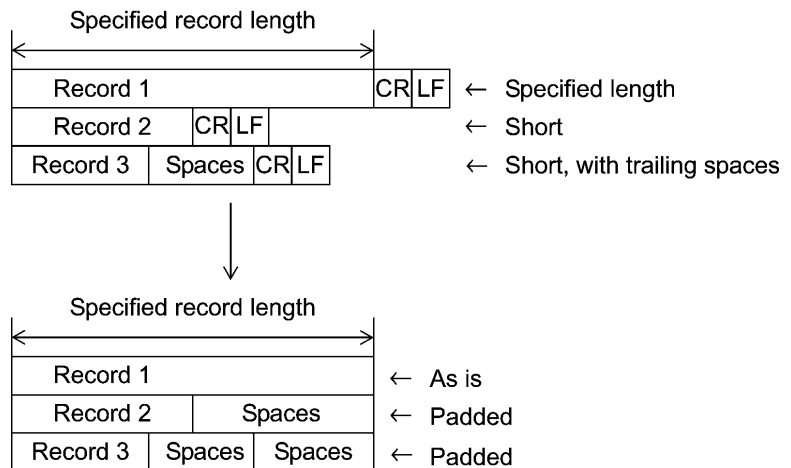 Specified record length
Record 1 CR LF ← Specified length
Record 2 CR LF ← Short
Record 3 Spaces CR LF ← Short, with trailing spaces
Specified record length
Record 1 ← As is
Record 2 Spaces ← Padded
Record 3 Spaces Spaces ← Padded